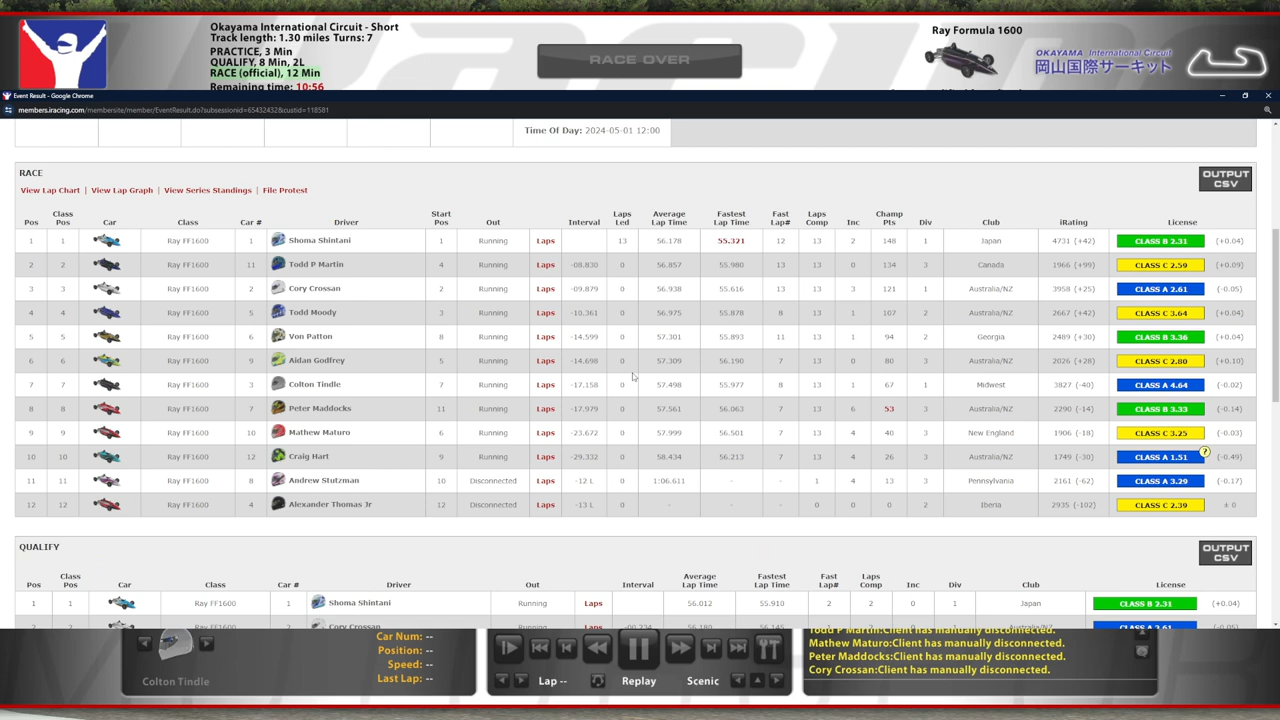 Okayama International Circuit - Short
Track length: 1.30 miles Turns: 7
PRACTICE, 3 Min
QUALIFY, 8 Min, 2L
RACE (official), 12 Min
Remaining time: 10:56
RACE OVER
Ray Formula 1600
OKAYAMA International Circuit
岡山国際サーキット
Event Result - Google Chrome
members.iracing.com/membersite/member/EventResult.do?subsessionid=65432432&custid=118581
Time Of Day: 2024-05-01 12:00
RACE
OUTPUT CSV
View Lap Chart | View Lap Graph | View Series Standings | File Protest
Pos Class Pos Car Class Car # Driver Start Pos Out Interval Laps Led Average Lap Time Fastest Lap Time Fast Lap# Laps Comp Inc Champ Pts Div Club iRating License
1 1 Ray FF1600 1 Shoma Shintani 1 Running Laps 13 56.178 55.321 12 13 2 148 1 Japan 4731 (+42) CLASS B 2.31 (+0.04)
2 2 Ray FF1600 11 Todd P Martin 4 Running Laps -08.830 0 56.857 55.980 13 13 0 134 3 Canada 1966 (+99) CLASS C 2.59 (+0.09)
3 3 Ray FF1600 2 Cory Crossan 2 Running Laps -09.879 0 56.938 55.616 13 13 3 121 1 Australia/NZ 3958 (+25) CLASS A 2.61 (-0.05)
4 4 Ray FF1600 5 Todd Moody 3 Running Laps -10.361 0 56.975 55.878 8 13 1 107 2 Australia/NZ 2667 (+42) CLASS C 3.64 (+0.04)
5 5 Ray FF1600 6 Von Patton 8 Running Laps -14.599 0 57.301 55.893 11 13 1 94 2 Georgia 2489 (+30) CLASS B 3.36 (+0.04)
6 6 Ray FF1600 9 Aidan Godfrey 5 Running Laps -14.698 0 57.309 56.190 7 13 0 80 3 Australia/NZ 2026 (+28) CLASS C 2.80 (+0.10)
7 7 Ray FF1600 3 Colton Tindle 7 Running Laps -17.158 0 57.498 55.977 8 13 1 67 1 Midwest 3827 (-40) CLASS A 4.64 (-0.02)
8 8 Ray FF1600 7 Peter Maddocks 11 Running Laps -17.979 0 57.561 56.063 7 13 6 53 3 Australia/NZ 2290 (-14) CLASS B 3.33 (-0.14)
9 9 Ray FF1600 10 Mathew Maturo 6 Running Laps -23.672 0 57.999 56.501 7 13 4 40 3 New England 1906 (-18) CLASS C 3.25 (-0.03)
10 10 Ray FF1600 12 Craig Hart 9 Running Laps -29.332 0 58.434 56.213 7 13 4 26 3 Australia/NZ 1749 (-30) CLASS A 1.51 ? (-0.49)
11 11 Ray FF1600 8 Andrew Stutzman 10 Disconnected Laps -12 L 0 1:06.611 - - 1 4 13 3 Pennsylvania 2161 (-62) CLASS A 3.29 (-0.17)
12 12 Ray FF1600 4 Alexander Thomas Jr 12 Disconnected Laps -13 L 0 - - - 0 0 0 2 Iberia 2935 (-102) CLASS C 2.39 ± 0
QUALIFY
OUTPUT CSV
Pos Class Pos Car Class Car # Driver Out Interval Average Lap Time Fastest Lap Time Fast Lap# Laps Comp Inc Div Club License
1 1 Ray FF1600 1 Shoma Shintani Running Laps 56.012 55.910 2 2 0 1 Japan CLASS B 2.31 (+0.04)
Colton Tindle
Car Num: --
Position: --
Speed: --
Last Lap: --
Lap -- Replay Scenic
Todd P Martin:Client has manually disconnected.
Mathew Maturo:Client has manually disconnected.
Peter Maddocks:Client has manually disconnected.
Cory Crossan:Client has manually disconnected.